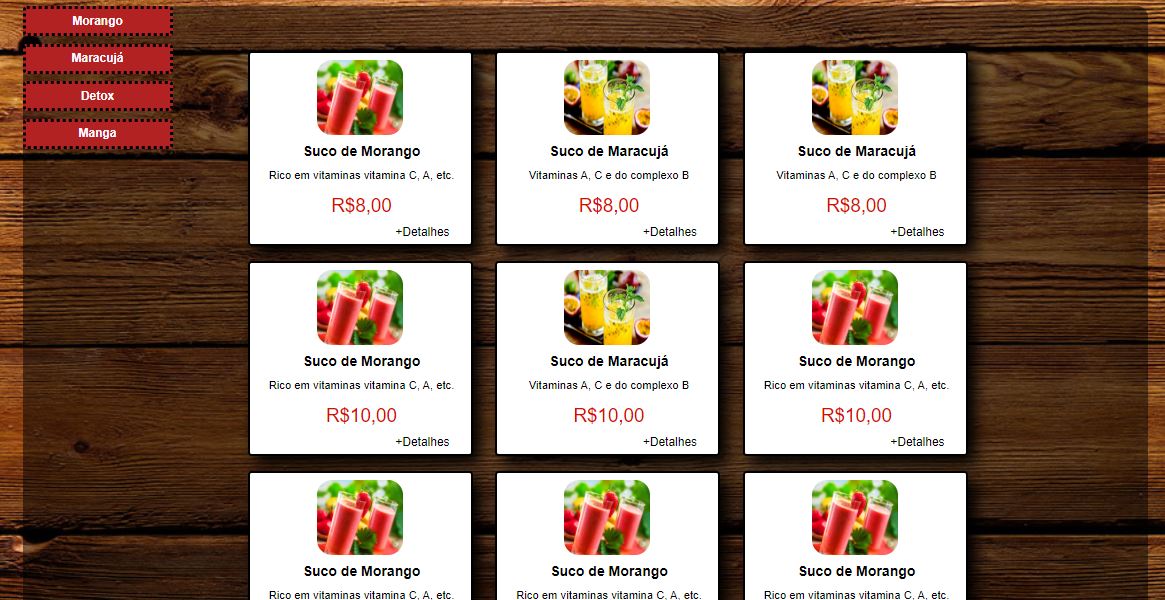 Morango
Maracujá
Detox
Manga
Suco de Morango
Rico em vitaminas vitamina C, A, etc.
R$8,00
+Detalhes
Suco de Maracujá
Vitaminas A, C e do complexo B
R$8,00
+Detalhes
Suco de Maracujá
Vitaminas A, C e do complexo B
R$8,00
+Detalhes
Suco de Morango
Rico em vitaminas vitamina C, A, etc.
R$10,00
+Detalhes
Suco de Maracujá
Vitaminas A, C e do complexo B
R$10,00
+Detalhes
Suco de Morango
Rico em vitaminas vitamina C, A, etc.
R$10,00
+Detalhes
Suco de Morango
Rico em vitaminas vitamina C, A, etc.
Suco de Morango
Rico em vitaminas vitamina C, A, etc.
Suco de Morango
Rico em vitaminas vitamina C, A, etc.